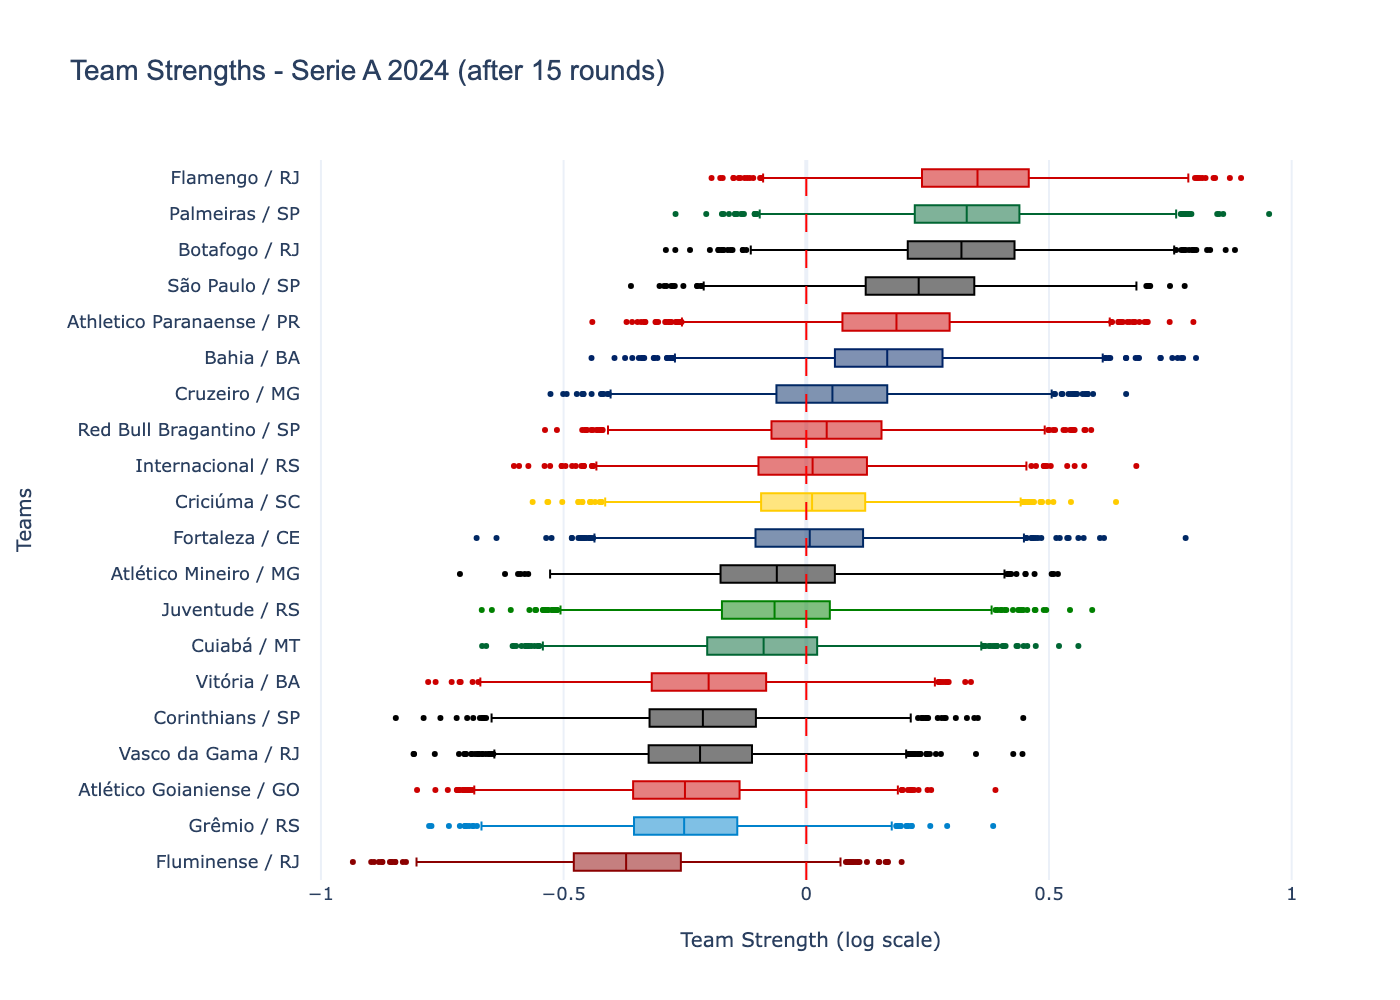 Team Strengths - Serie A 2024 (after 15 rounds)
Flamengo / RJ
Palmeiras / SP
Botafogo / RJ
São Paulo / SP
Athletico Paranaense / PR
Bahia / BA
Cruzeiro / MG
Red Bull Bragantino / SP
Internacional / RS
Criciúma / SC
Fortaleza / CE
Atlético Mineiro / MG
Juventude / RS
Cuiabá / MT
Vitória / BA
Corinthians / SP
Vasco da Gama / RJ
Atlético Goianiense / GO
Grêmio / RS
Fluminense / RJ
Teams
−1 −0.5 0 0.5 1
Team Strength (log scale)